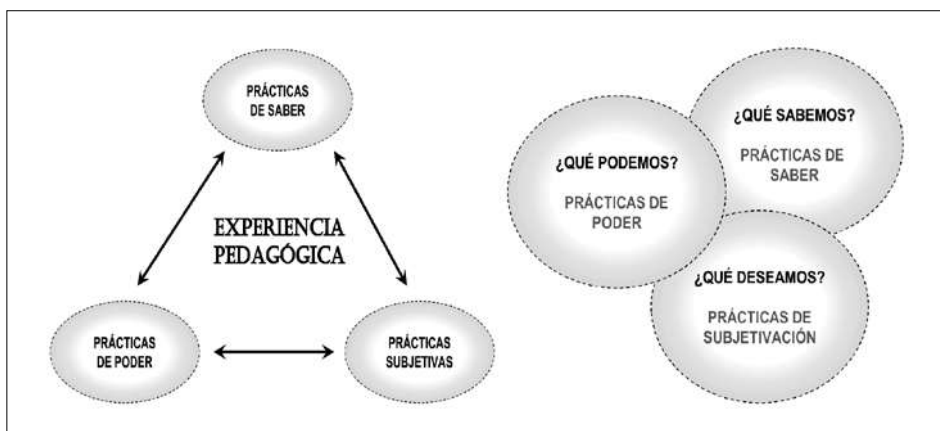 PRÁCTICAS
DE SABER
EXPERIENCIA
PEDAGÓGICA
PRÁCTICAS
DE PODER
PRÁCTICAS
SUBJETIVAS
¿QUÉ SABEMOS?
PRÁCTICAS DE
SABER
¿QUÉ PODEMOS?
PRÁCTICAS DE
PODER
¿QUÉ DESEAMOS?
PRÁCTICAS DE
SUBJETIVACIÓN